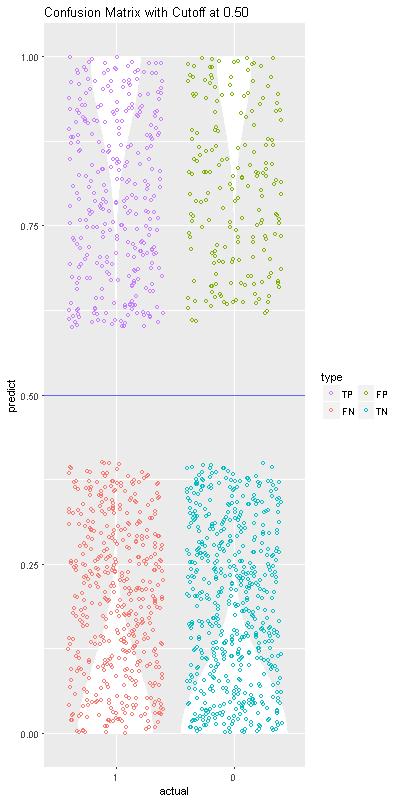 Confusion Matrix with Cutoff at 0.50
1.00
0.75
0.50
0.25
0.00
predict
1 0
actual
type
TP FP
FN TN